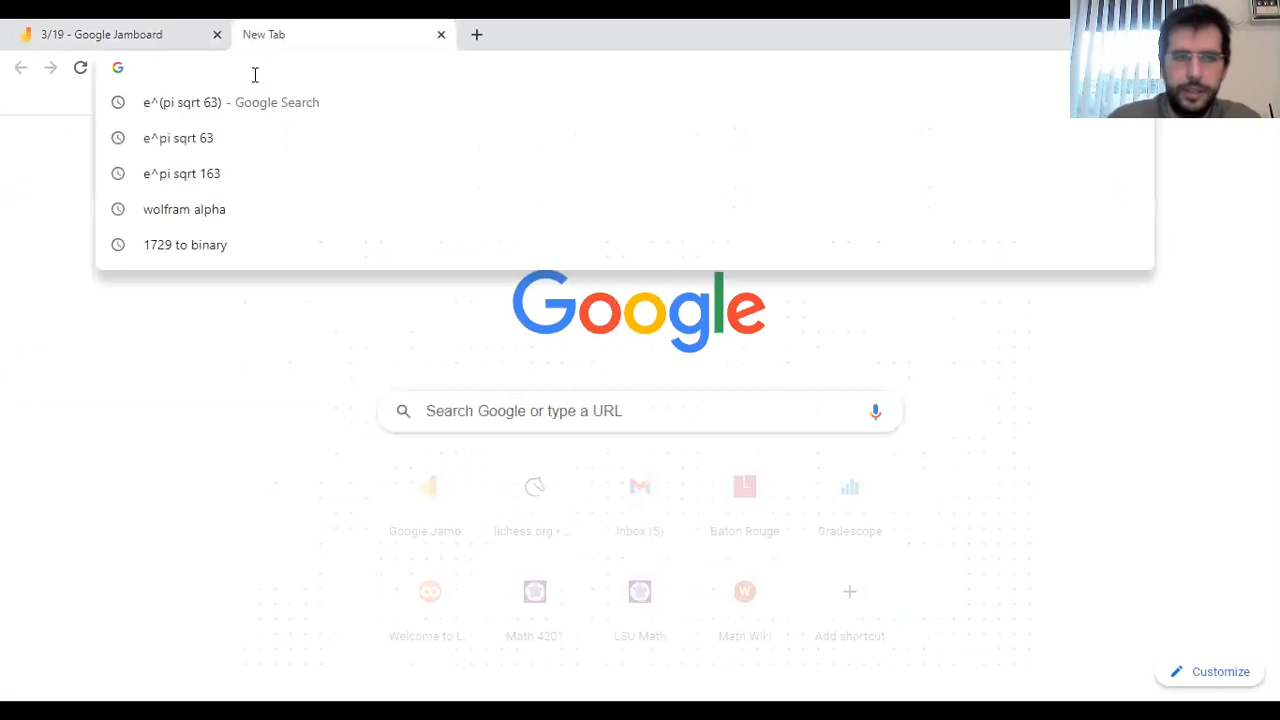 3/19 - Google Jamboard
New Tab
e^(pi sqrt 63) - Google Search
e^pi sqrt 63
e^pi sqrt 163
wolfram alpha
1729 to binary
Google
Search Google or type a URL
Google Jamb...
lichess.org • ...
Inbox (5)
Baton Rouge
Gradescope
Welcome to L...
Math 4201
LSU Math
Math Wiki
Add shortcut
Customize